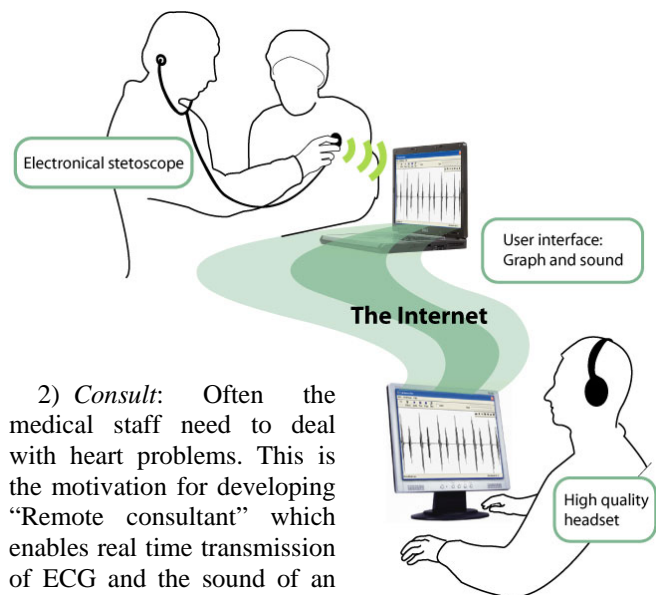 Electronical stetoscope
User interface:
Graph and sound
The Internet
2) Consult: Often the
medical staff need to deal
with heart problems. This is
the motivation for developing
“Remote consultant” which
enables real time transmission
of ECG and the sound of an
High quality
headset